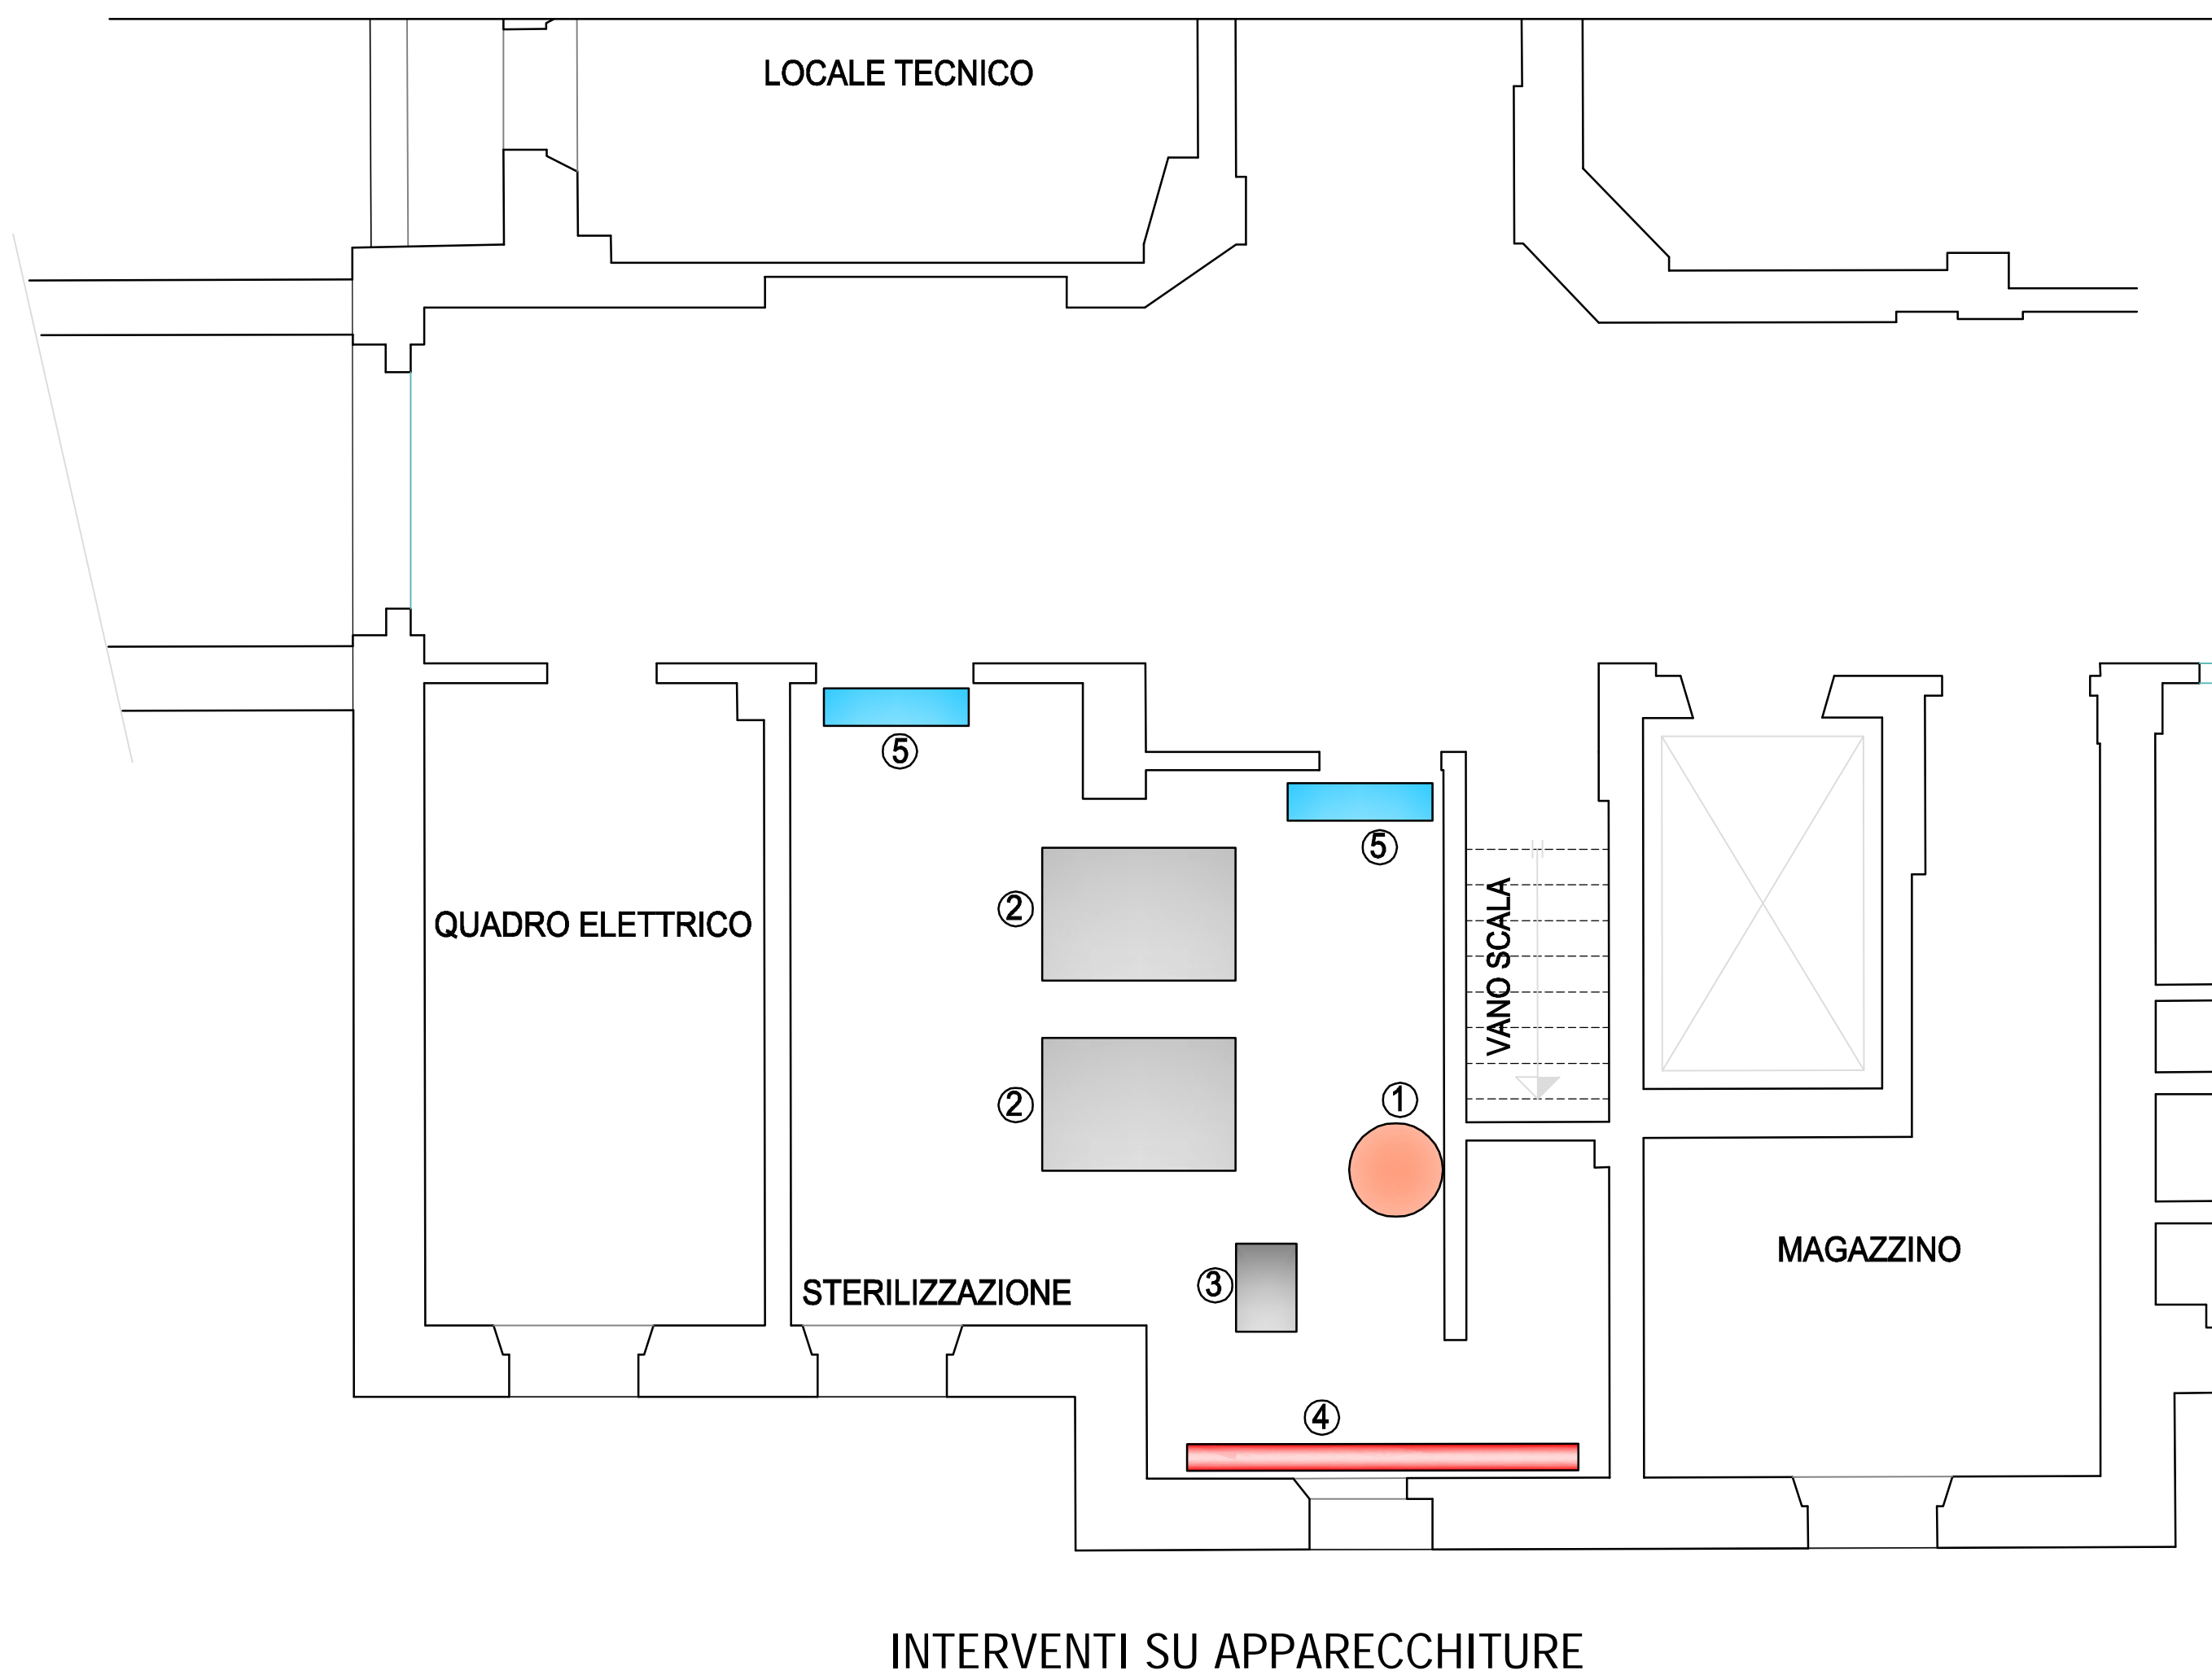 LOCALE TECNICO
⑤
⑤
②
QUADRO ELETTRICO
VANO SCALA
②
①
MAGAZZINO
③
STERILIZZAZIONE
④
INTERVENTI SU APPARECCHITURE